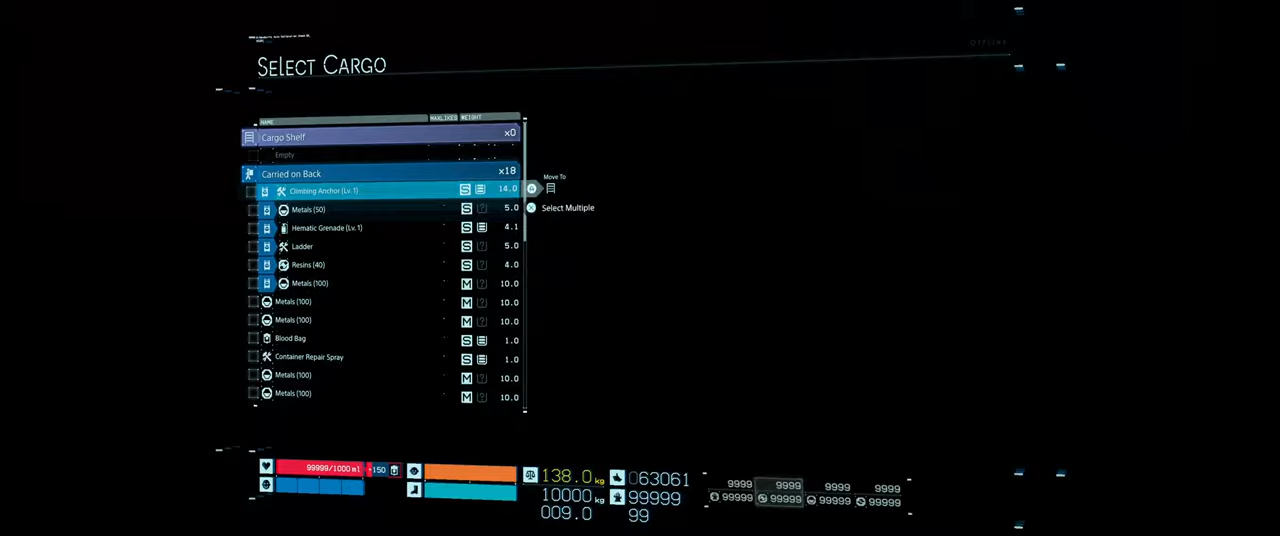 OFFLINE
SELECT CARGO
NAME MAXLIKES WEIGHT
Cargo Shelf x0
Empty
Carried on Back x18
Climbing Anchor (Lv. 1) S 14.0
Metals (50) S 5.0
Hematic Grenade (Lv. 1) S 4.1
Ladder S 5.0
Resins (40) S 4.0
Metals (100) M 10.0
Metals (100) M 10.0
Metals (100) M 10.0
Blood Bag S 1.0
Container Repair Spray S 1.0
Metals (100) M 10.0
Metals (100) M 10.0
Move To
Select Multiple
99999/1000 ml -150
138.0 kg
10000 kg
009.0
063061
99999
99
9999 9999 9999 9999
99999 99999 99999 99999